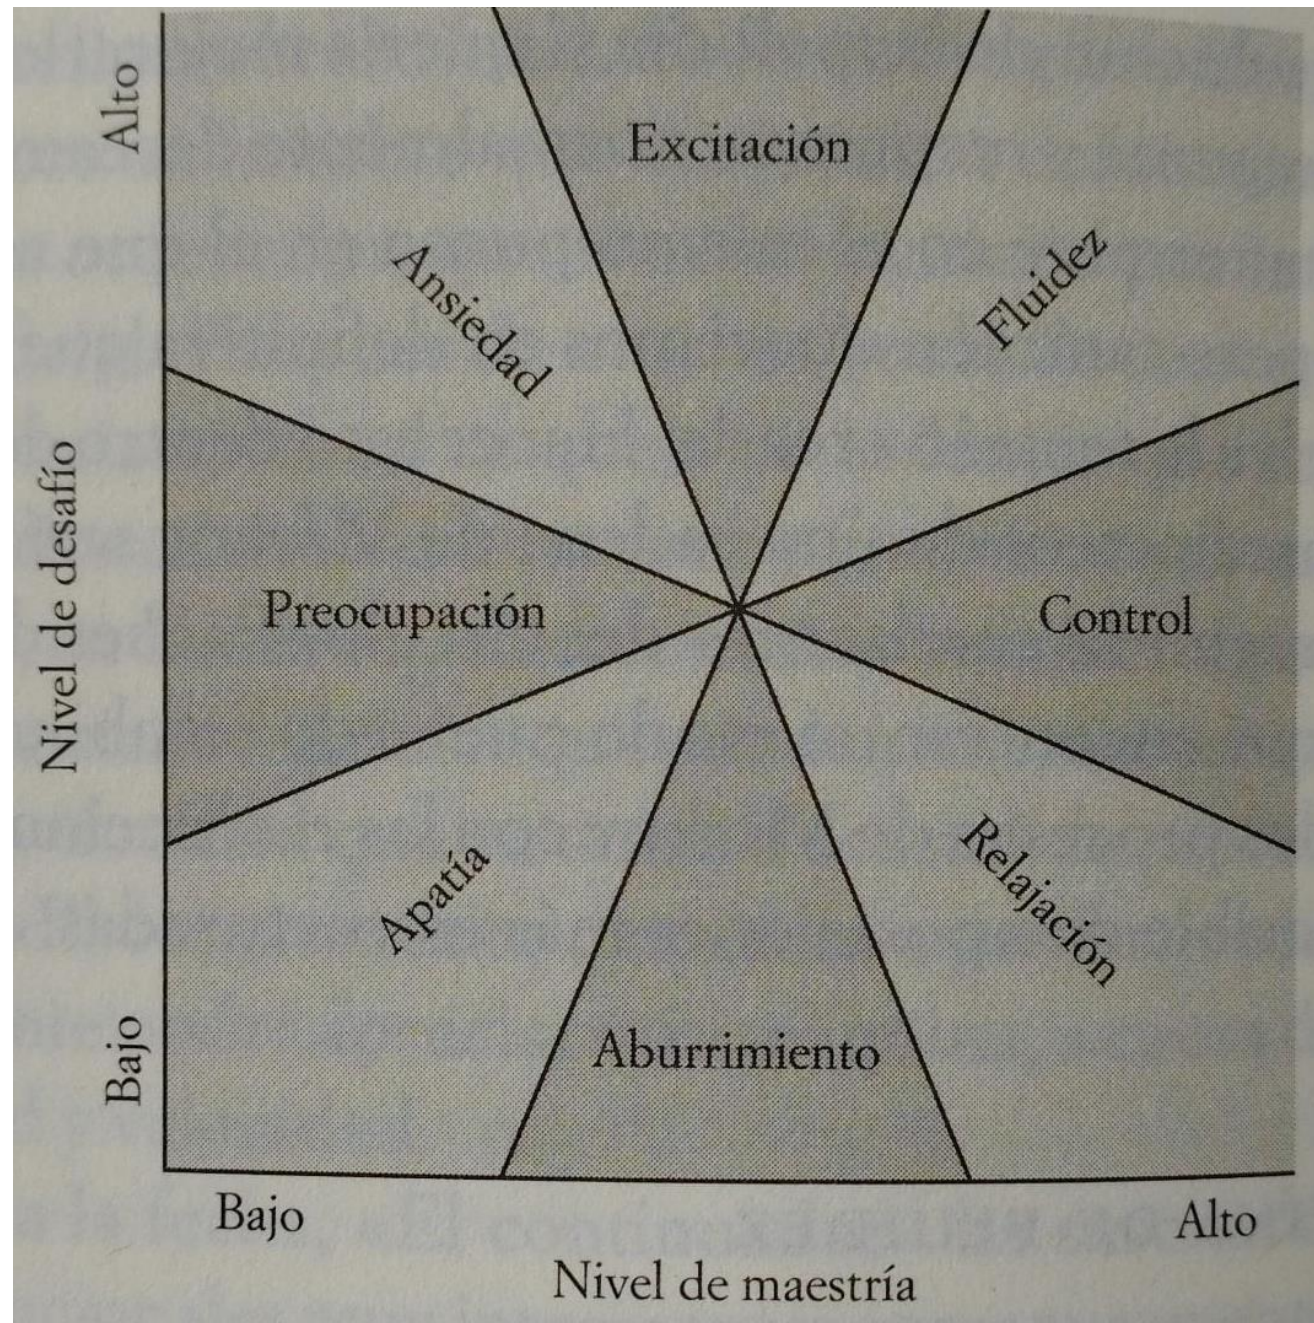 Alto
Excitación
Ansiedad
Fluidez
Nivel de desafío
Preocupación
Control
Apatía
Relajación
Bajo
Aburrimiento
Bajo
Alto
Nivel de maestría